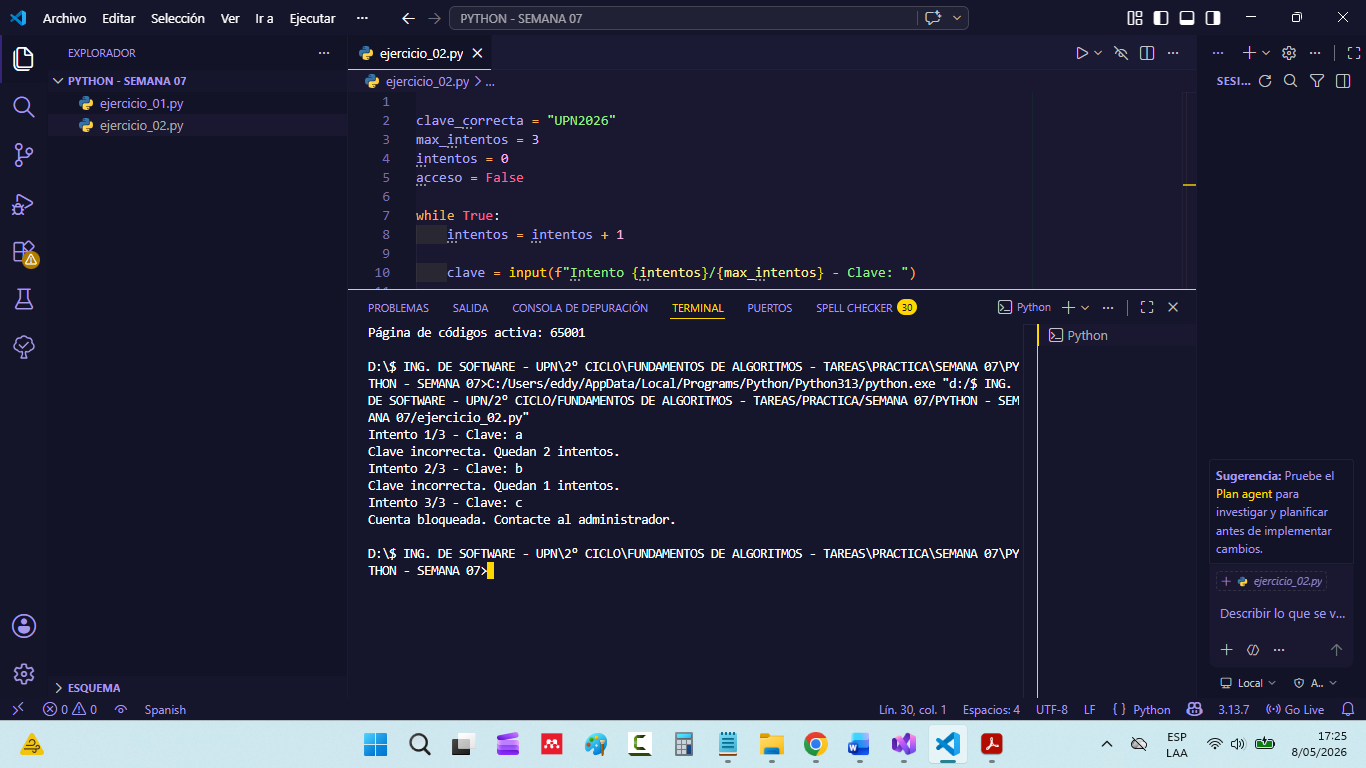 Archivo Editar Selección Ver Ir a Ejecutar ··· PYTHON - SEMANA 07
EXPLORADOR ···
PYTHON - SEMANA 07
ejercicio_01.py
ejercicio_02.py
ESQUEMA
ejercicio_02.py
ejercicio_02.py > ...
1
2 clave_correcta = "UPN2026"
3 max_intentos = 3
4 intentos = 0
5 acceso = False
6
7 while True:
8 intentos = intentos + 1
9
10 clave = input(f"Intento {intentos}/{max_intentos} - Clave: ")
PROBLEMAS SALIDA CONSOLA DE DEPURACIÓN TERMINAL PUERTOS SPELL CHECKER 30 Python
Python
Página de códigos activa: 65001
D:\$ ING. DE SOFTWARE - UPN\2º CICLO\FUNDAMENTOS DE ALGORITMOS - TAREAS\PRACTICA\SEMANA 07\PY
THON - SEMANA 07>C:/Users/eddy/AppData/Local/Programs/Python/Python313/python.exe "d:/$ ING.
DE SOFTWARE - UPN/2º CICLO/FUNDAMENTOS DE ALGORITMOS - TAREAS/PRACTICA/SEMANA 07/PYTHON - SEM
ANA 07/ejercicio_02.py"
Intento 1/3 - Clave: a
Clave incorrecta. Quedan 2 intentos.
Intento 2/3 - Clave: b
Clave incorrecta. Quedan 1 intentos.
Intento 3/3 - Clave: c
Cuenta bloqueada. Contacte al administrador.
D:\$ ING. DE SOFTWARE - UPN\2º CICLO\FUNDAMENTOS DE ALGORITMOS - TAREAS\PRACTICA\SEMANA 07\PY
THON - SEMANA 07>
SESI...
Sugerencia: Pruebe el
Plan agent para
investigar y planificar
antes de implementar
cambios.
ejercicio_02.py
Describir lo que se v...
Local A..
0 0 Spanish Lín. 30, col. 1 Espacios: 4 UTF-8 LF {} Python 3.13.7 Go Live
ESP
LAA
17:25
8/05/2026